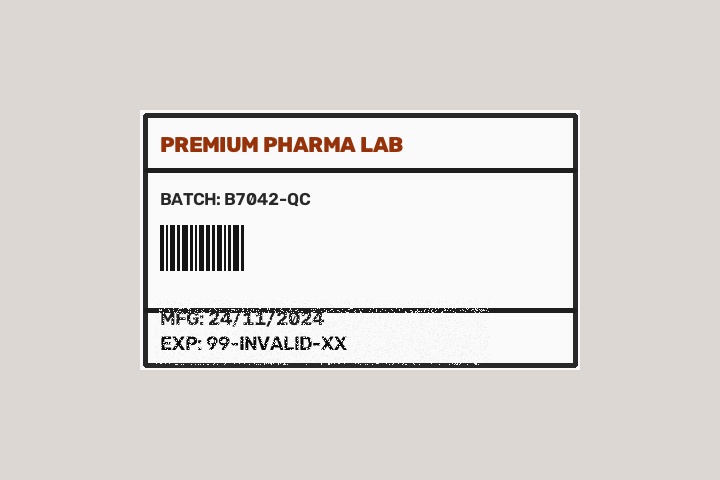 PREMIUM PHARMA LAB
BATCH: B7042-QC
MFG: 24/11/2024
EXP: 99-INVALID-XX